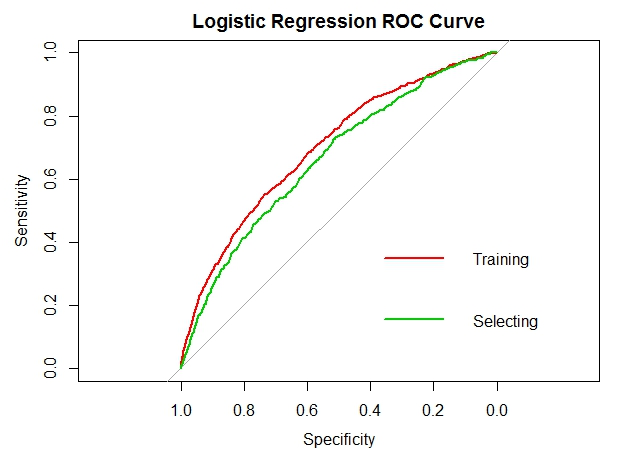 Logistic Regression ROC Curve
Sensitivity
1.0
0.8
0.6
0.4
0.2
0.0
Training
Selecting
1.0 0.8 0.6 0.4 0.2 0.0
Specificity